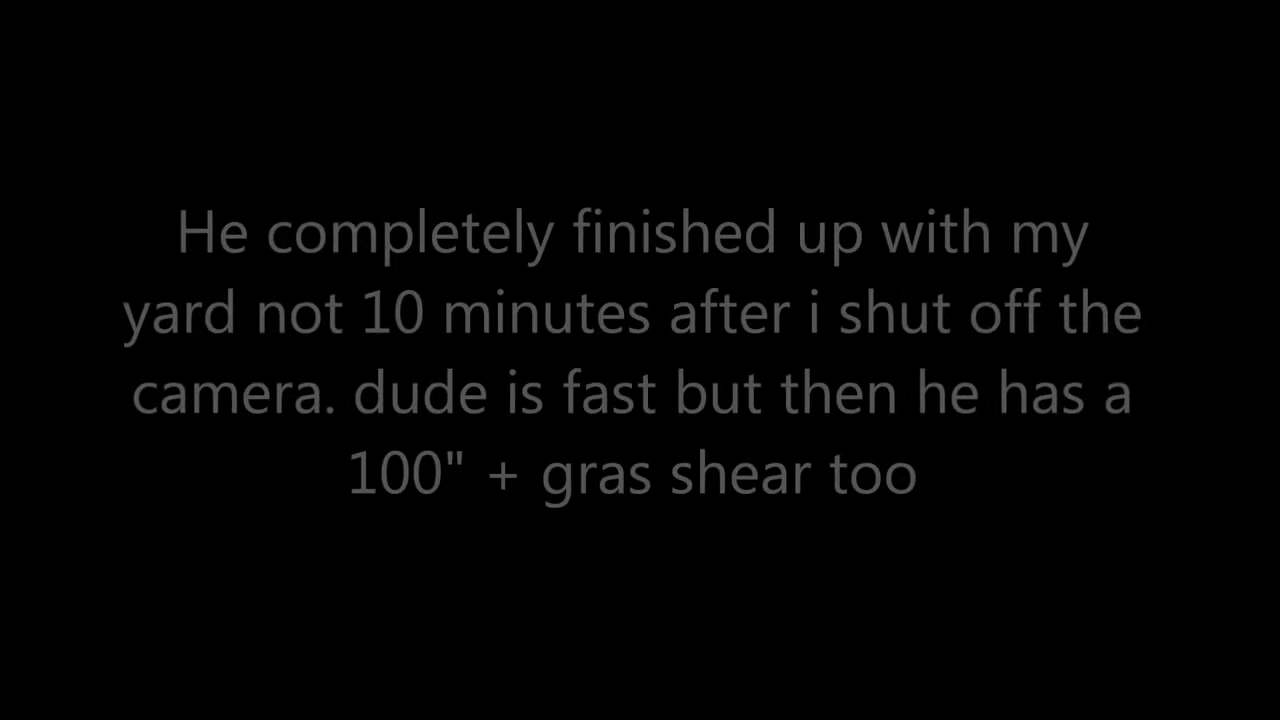 He completely finished up with my
yard not 10 minutes after i shut off the
camera. dude is fast but then he has a
100" + gras shear too